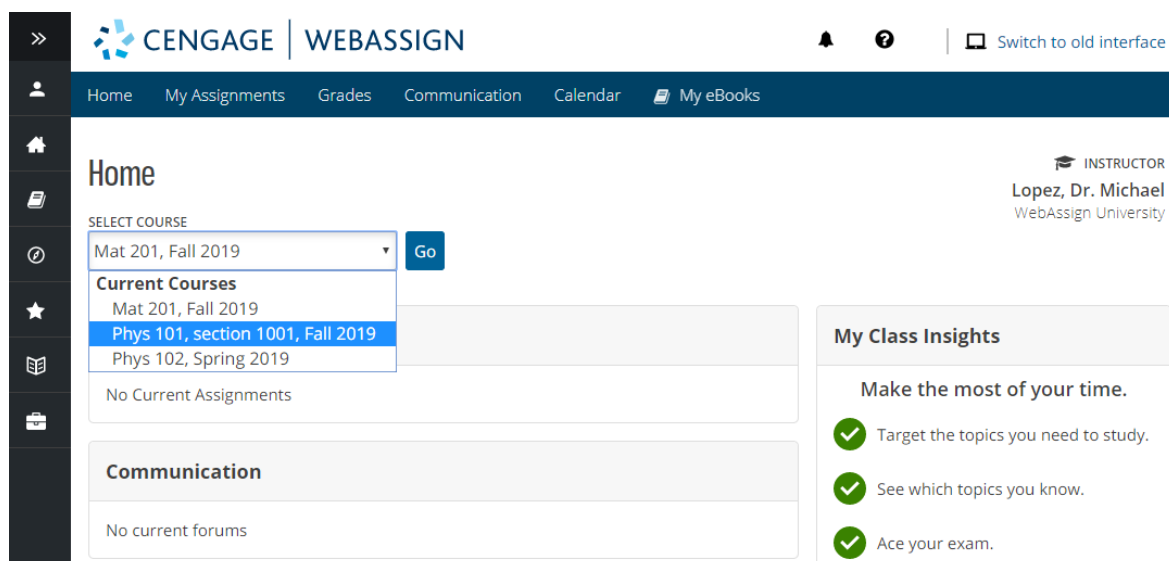 CENGAGE | WEBASSIGN
Switch to old interface
Home My Assignments Grades Communication Calendar My eBooks
Home
INSTRUCTOR
Lopez, Dr. Michael
WebAssign University
SELECT COURSE
Mat 201, Fall 2019
Go
Current Courses
Mat 201, Fall 2019
Phys 101, section 1001, Fall 2019
Phys 102, Spring 2019
No Current Assignments
Communication
No current forums
My Class Insights
Make the most of your time.
Target the topics you need to study.
See which topics you know.
Ace your exam.